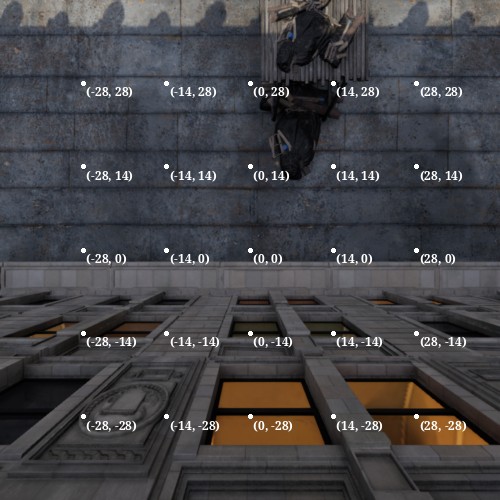 (-28, 28) (-14, 28) (0, 28) (14, 28) (28, 28)
(-28, 14) (-14, 14) (0, 14) (14, 14) (28, 14)
(-28, 0) (-14, 0) (0, 0) (14, 0) (28, 0)
(-28, -14) (-14, -14) (0, -14) (14, -14) (28, -14)
(-28, -28) (-14, -28) (0, -28) (14, -28) (28, -28)